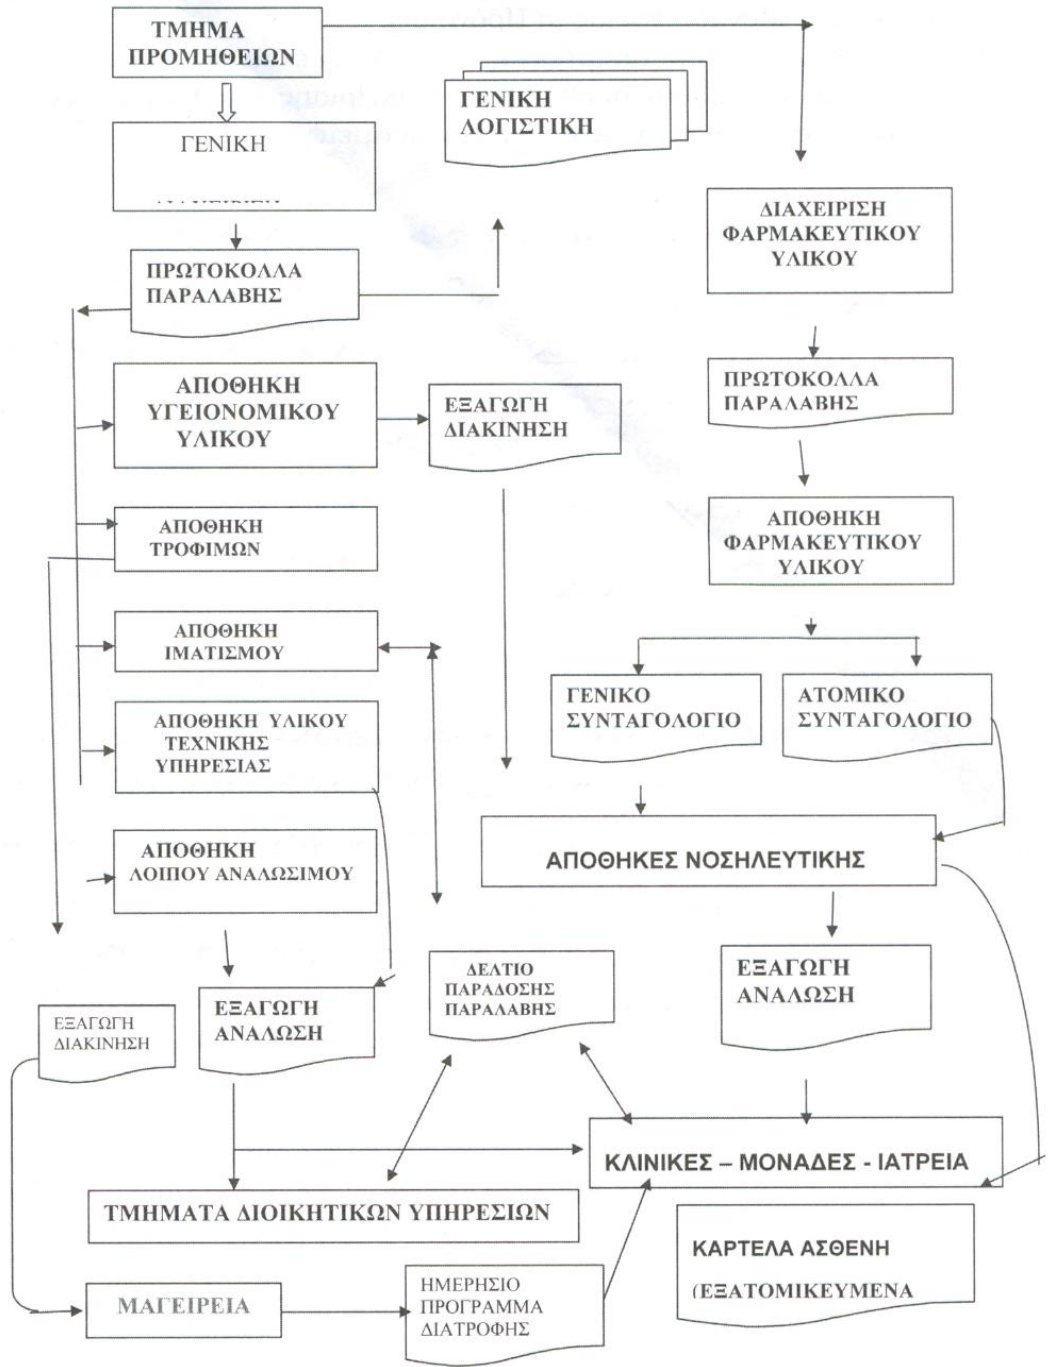 ΤΜΗΜΑ
ΠΡΟΜΗΘΕΙΩΝ
ΓΕΝΙΚΗ
ΓΕΝΙΚΗ
ΛΟΓΙΣΤΙΚΗ
ΔΙΑΧΕΙΡΙΣΗ
ΦΑΡΜΑΚΕΥΤΙΚΟΥ
ΥΛΙΚΟΥ
ΠΡΩΤΟΚΟΛΛΑ
ΠΑΡΑΛΑΒΗΣ
ΠΡΩΤΟΚΟΛΛΑ
ΠΑΡΑΛΑΒΗΣ
ΑΠΟΘΗΚΗ
ΥΓΕΙΟΝΟΜΙΚΟΥ
ΥΛΙΚΟΥ
ΕΞΑΓΩΓΗ
ΔΙΑΚΙΝΗΣΗ
ΑΠΟΘΗΚΗ
ΦΑΡΜΑΚΕΥΤΙΚΟΥ
ΥΛΙΚΟΥ
ΑΠΟΘΗΚΗ
ΤΡΟΦΙΜΩΝ
ΑΠΟΘΗΚΗ
ΙΜΑΤΙΣΜΟΥ
ΓΕΝΙΚΟ
ΣΥΝΤΑΓΟΛΟΓΙΟ
ΑΤΟΜΙΚΟ
ΣΥΝΤΑΓΟΛΟΓΙΟ
ΑΠΟΘΗΚΗ ΥΛΙΚΟΥ
ΤΕΧΝΙΚΗΣ
ΥΠΗΡΕΣΙΑΣ
ΑΠΟΘΗΚΗ
ΛΟΙΠΟΥ ΑΝΑΛΩΣΙΜΟΥ
ΑΠΟΘΗΚΕΣ ΝΟΣΗΛΕΥΤΙΚΗΣ
ΕΞΑΓΩΓΗ
ΔΙΑΚΙΝΗΣΗ
ΕΞΑΓΩΓΗ
ΑΝΑΛΩΣΗ
ΔΕΛΤΙΟ
ΠΑΡΑΔΟΣΗΣ
ΠΑΡΑΛΑΒΗΣ
ΕΞΑΓΩΓΗ
ΑΝΑΛΩΣΗ
ΚΛΙΝΙΚΕΣ – ΜΟΝΑΔΕΣ - ΙΑΤΡΕΙΑ
ΤΜΗΜΑΤΑ ΔΙΟΙΚΗΤΙΚΩΝ ΥΠΗΡΕΣΙΩΝ
ΚΑΡΤΕΛΑ ΑΣΘΕΝΗ
(ΕΞΑΤΟΜΙΚΕΥΜΕΝΑ
ΜΑΓΕΙΡΕΙΑ
ΗΜΕΡΗΣΙΟ
ΠΡΟΓΡΑΜΜΑ
ΔΙΑΤΡΟΦΗΣ